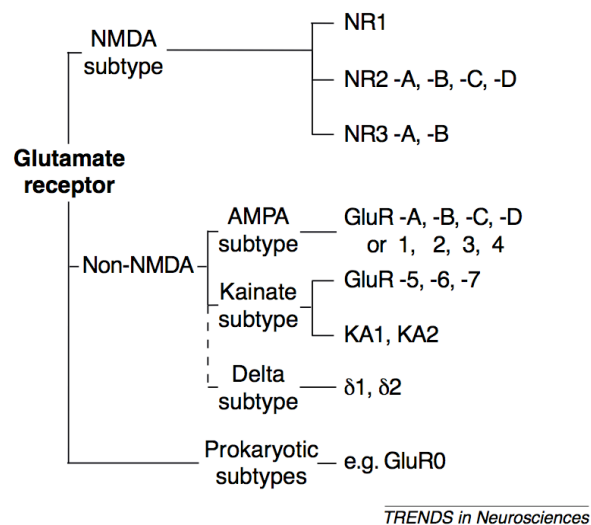 NMDA
subtype
NR1
NR2 -A, -B, -C, -D
NR3 -A, -B
Glutamate
receptor
Non-NMDA
AMPA
subtype
GluR -A, -B, -C, -D
or 1, 2, 3, 4
Kainate
subtype
GluR -5, -6, -7
KA1, KA2
Delta
subtype
δ1, δ2
Prokaryotic
subtypes
e.g. GluR0
TRENDS in Neurosciences